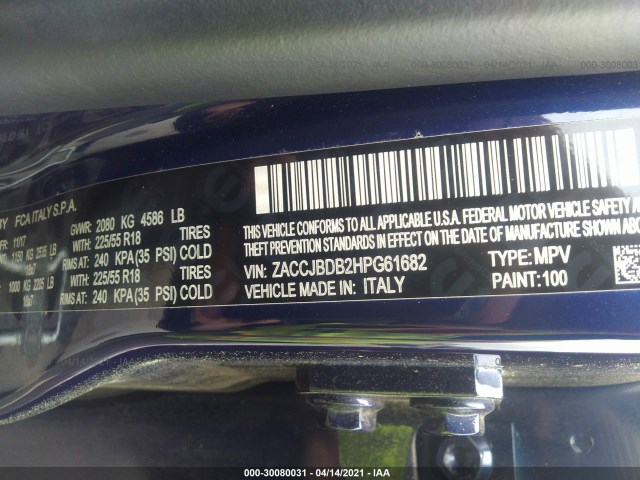 000-30080031 - 04/14/2021 - IAA
FCA ITALY S.P.A.
GVWR: 2080 KG 4586 LB
11/17
WITH: 225/55 R18 TIRES
RIMS AT: 240 KPA (35 PSI) COLD
1000 KG 2205 LB WITH: 225/55 R18 TIRES
RIMS AT: 240 KPA (35 PSI) COLD
THIS VEHICLE CONFORMS TO ALL APPLICABLE U.S.A. FEDERAL MOTOR VEHICLE SAFETY
THEFT PREVENTION STANDARDS IN EFFECT ON THE DATE OF MANUFACTURE SHOWN ABOVE
VIN: ZACCJBDB2HPG61682 TYPE: MPV
VEHICLE MADE IN: ITALY PAINT: 100
000-30080031 - 04/14/2021 - IAA